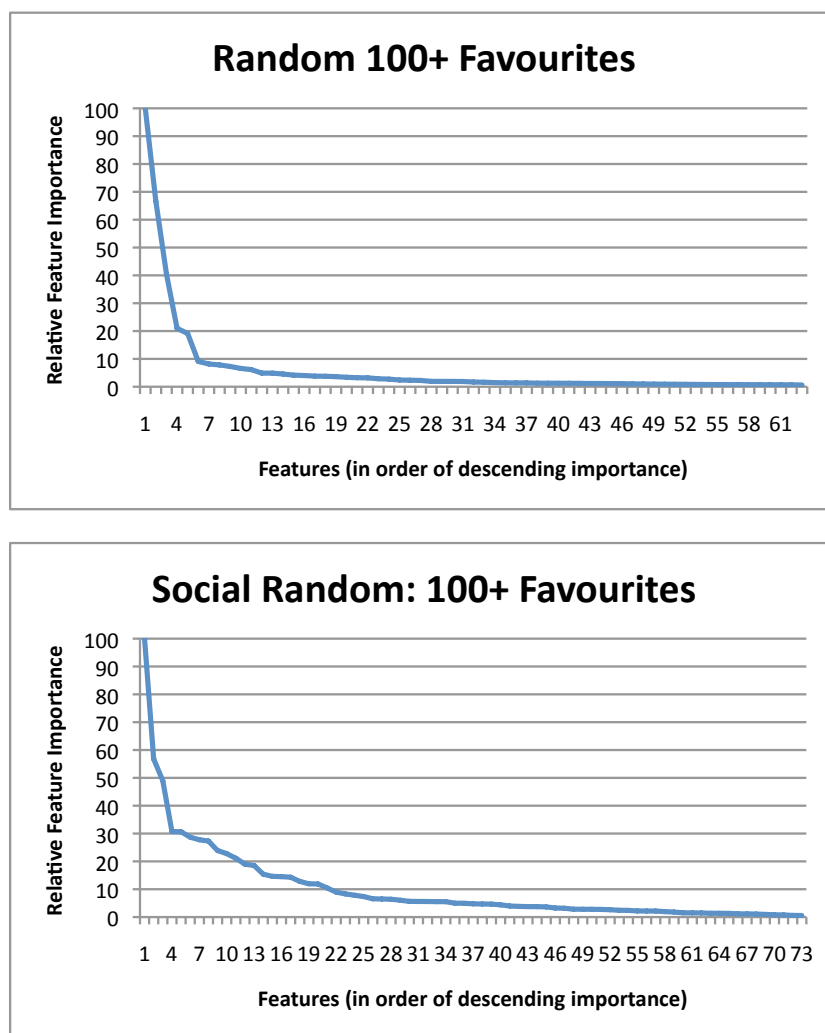 Random 100+ Favourites
100
90
80
70
60
50
40
30
20
10
0
Relative Feature Importance
1 4 7 10 13 16 19 22 25 28 31 34 37 40 43 46 49 52 55 58 61
Features (in order of descending importance)
Social Random: 100+ Favourites
100
90
80
70
60
50
40
30
20
10
0
Relative Feature Importance
1 4 7 10 13 16 19 22 25 28 31 34 37 40 43 46 49 52 55 58 61 64 67 70 73
Features (in order of descending importance)